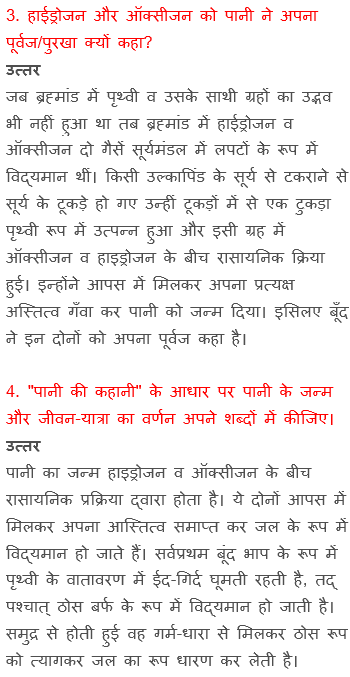 3. हाईड्रोजन और ऑक्सीजन को पानी ने अपना
पूर्वज/पुरखा क्यों कहा?
उत्तर
जब ब्रह्मांड में पृथ्वी व उसके साथी ग्रहों का उद्भव
भी नहीं हुआ था तब ब्रह्मांड में हाईड्रोजन व
ऑक्सीजन दो गैसें सूर्यमंडल में लपटों के रूप में
विद्यमान थीं। किसी उल्कापिंड के सूर्य से टकराने से
सूर्य के टूकड़े हो गए उन्हीं टूकड़ों में से एक टुकड़ा
पृथ्वी रूप में उत्पन्न हुआ और इसी ग्रह में
ऑक्सीजन व हाइड्रोजन के बीच रासायनिक क्रिया
हुई। इन्होंने आपस में मिलकर अपना प्रत्यक्ष
अस्तित्व गँवा कर पानी को जन्म दिया। इसिलए बूँद
ने इन दोनों को अपना पूर्वज कहा है।
4. "पानी की कहानी" के आधार पर पानी के जन्म
और जीवन-यात्रा का वर्णन अपने शब्दों में कीजिए।
उत्तर
पानी का जन्म हाइड्रोजन व ऑक्सीजन के बीच
रासायनिक प्रक्रिया द्वारा होता है। ये दोनों आपस में
मिलकर अपना आस्तित्व समाप्त कर जल के रूप में
विद्यमान हो जाते हैं। सर्वप्रथम बूंद भाप के रूप में
पृथ्वी के वातावरण में ईद-गिर्द घूमती रहती है, तद्
पश्चात् ठोस बर्फ के रूप में विद्यमान हो जाती है।
समुद्र से होती हुई वह गर्म-धारा से मिलकर ठोस रूप
को त्यागकर जल का रूप धारण कर लेती है।